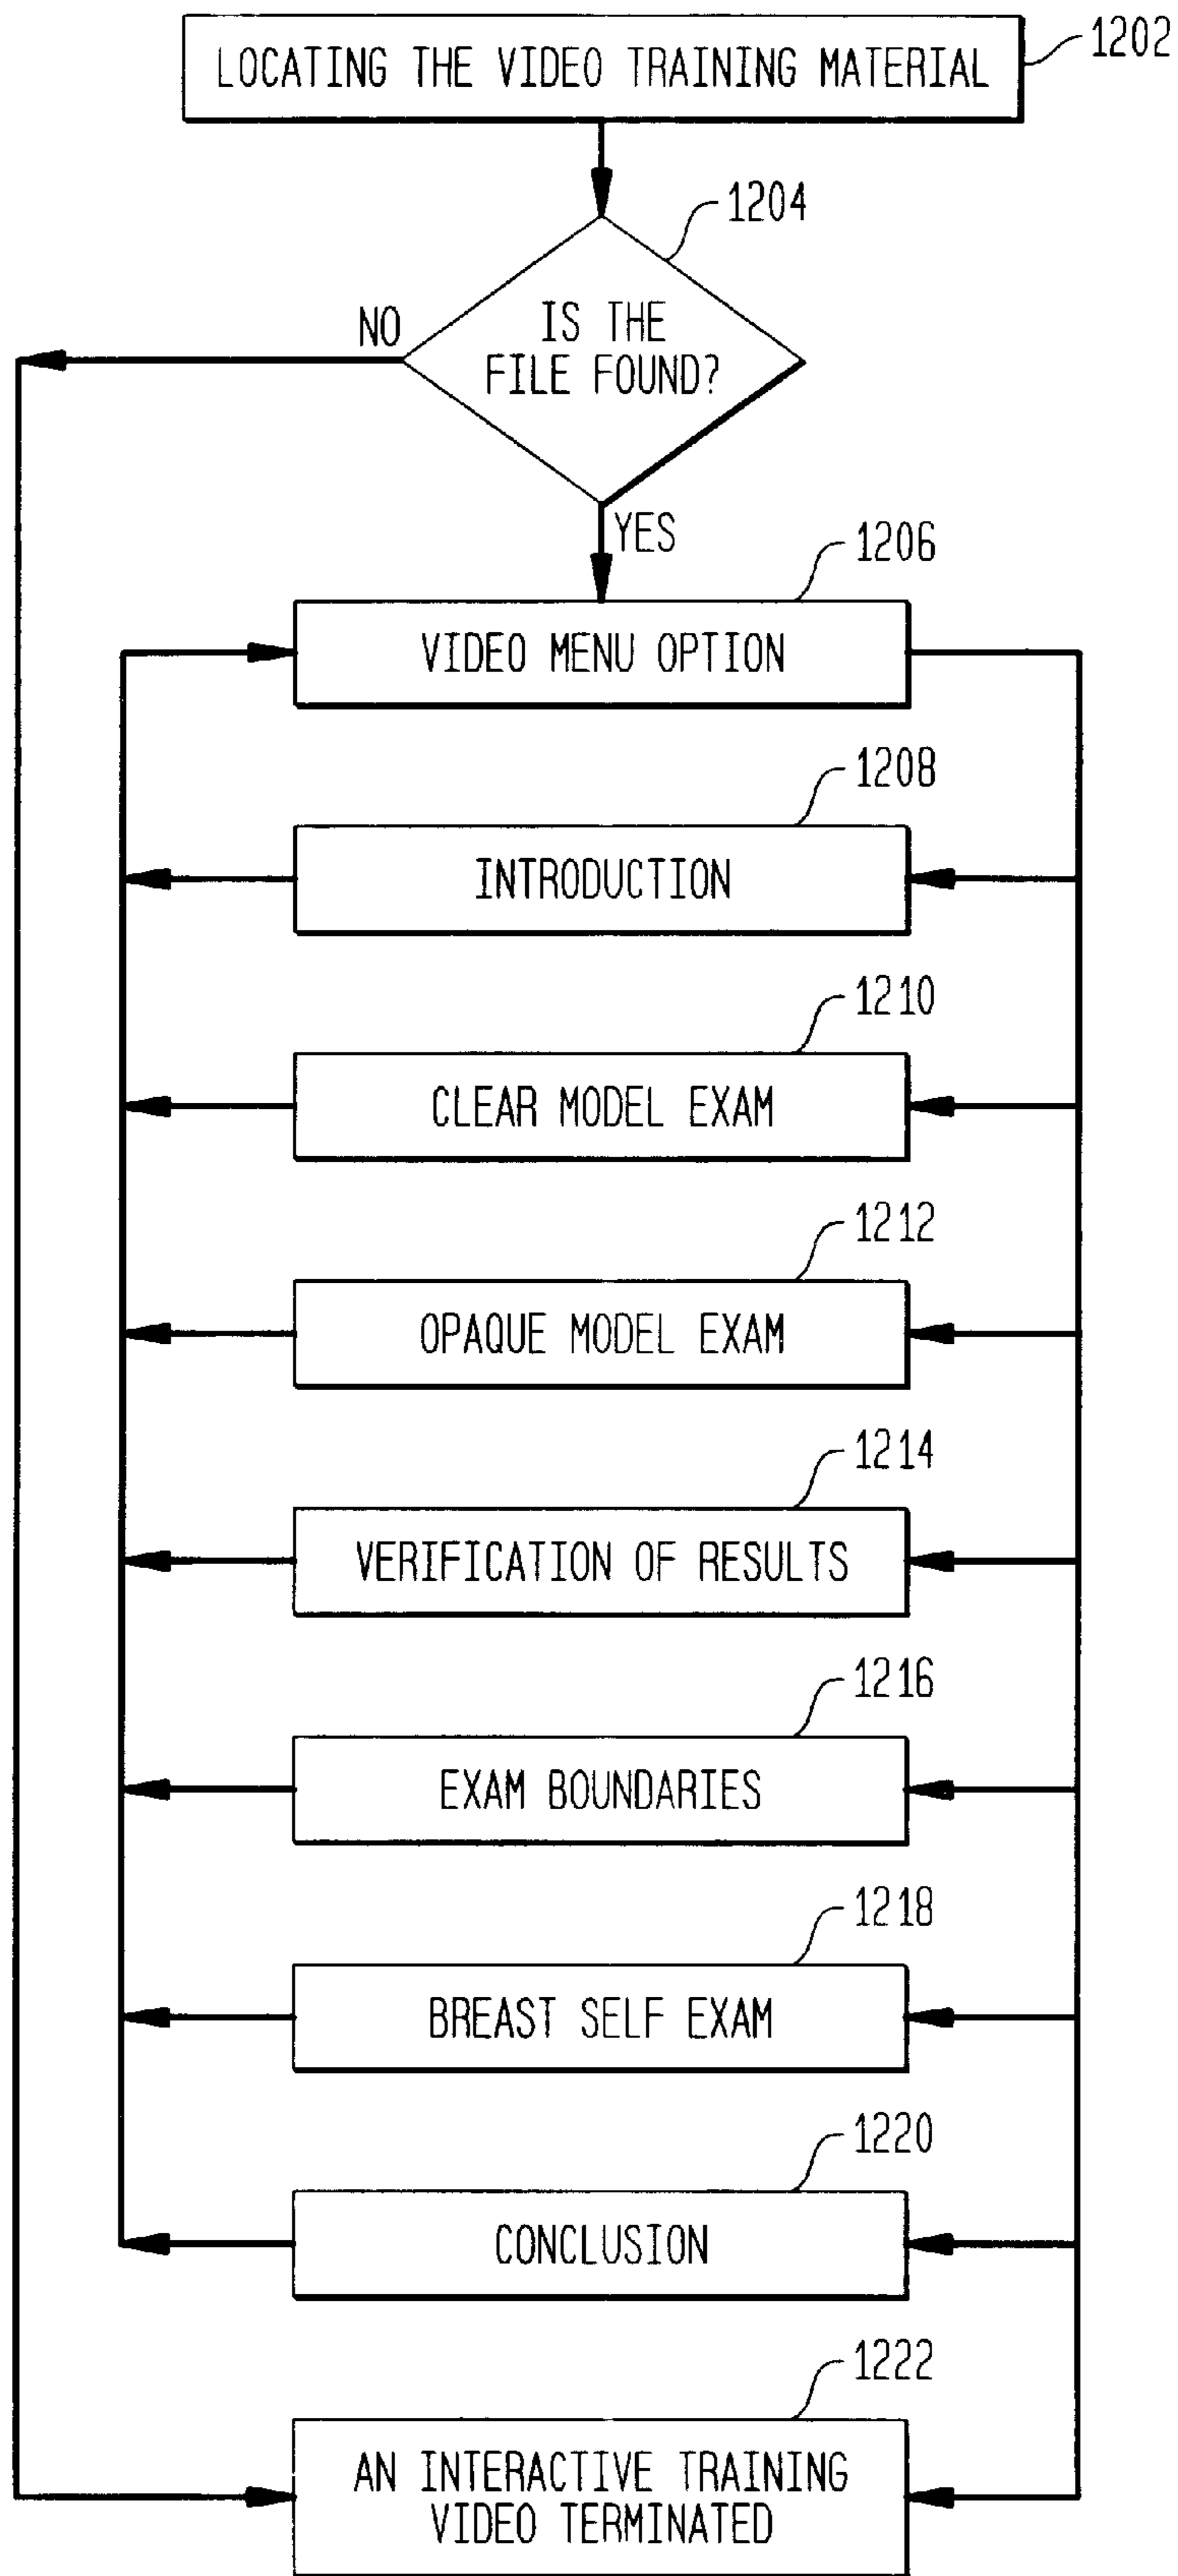 LOCATING THE VIDEO TRAINING MATERIAL
1202
1204
IS THE
FILE FOUND?
NO
YES
1206
VIDEO MENU OPTION
1208
INTRODUCTION
1210
CLEAR MODEL EXAM
1212
OPAQUE MODEL EXAM
1214
VERIFICATION OF RESULTS
1216
EXAM BOUNDARIES
1218
BREAST SELF EXAM
1220
CONCLUSION
1222
AN INTERACTIVE TRAINING
VIDEO TERMINATED